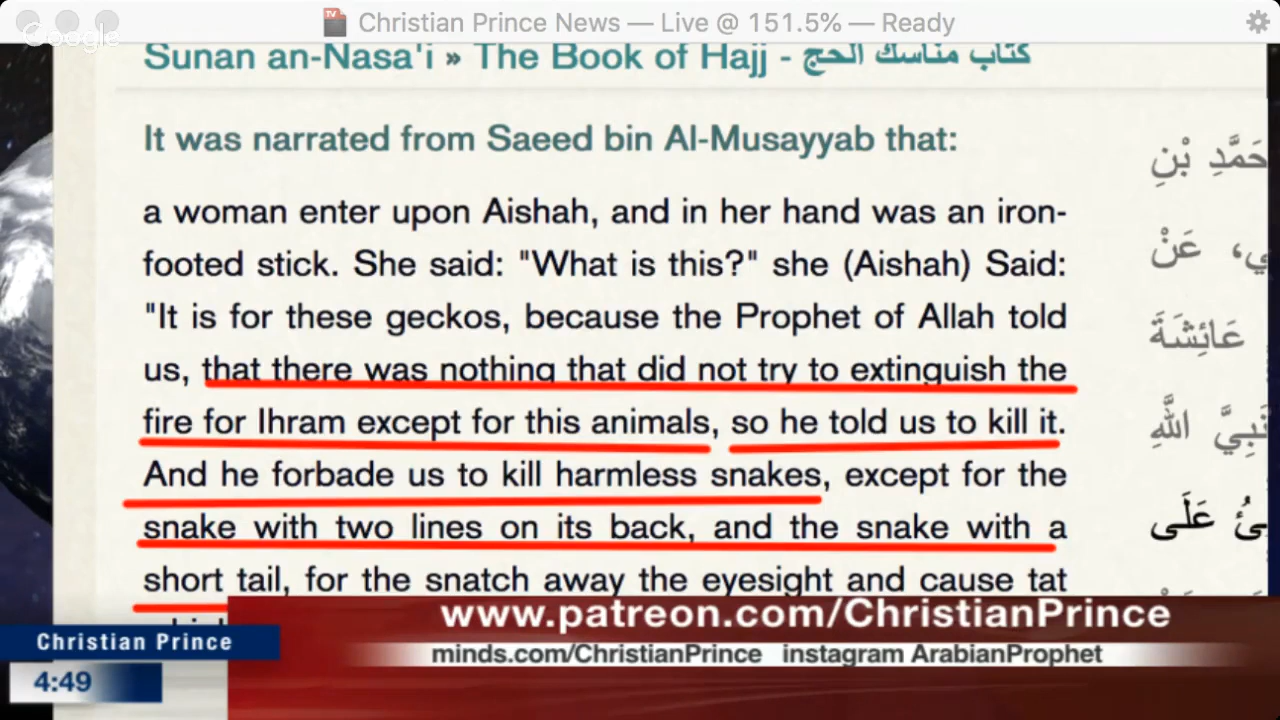 Christian Prince News — Live @ 151.5% — Ready
Google
Sunan an-Nasa'i » The Book of Hajj - كتاب مناسك الحج
It was narrated from Saeed bin Al-Musayyab that:
a woman enter upon Aishah, and in her hand was an iron-
footed stick. She said: "What is this?" she (Aishah) Said:
"It is for these geckos, because the Prophet of Allah told
us, that there was nothing that did not try to extinguish the
fire for Ihram except for this animals, so he told us to kill it.
And he forbade us to kill harmless snakes, except for the
snake with two lines on its back, and the snake with a
short tail, for the snatch away the eyesight and cause tat
حَمَّدِ بْنِ
عَنْ
عَائِشَةَ
نَبِيَّ اللَّهِ
عَلَى
www.patreon.com/ChristianPrince
Christian Prince
minds.com/ChristianPrince instagram ArabianProphet
4:49